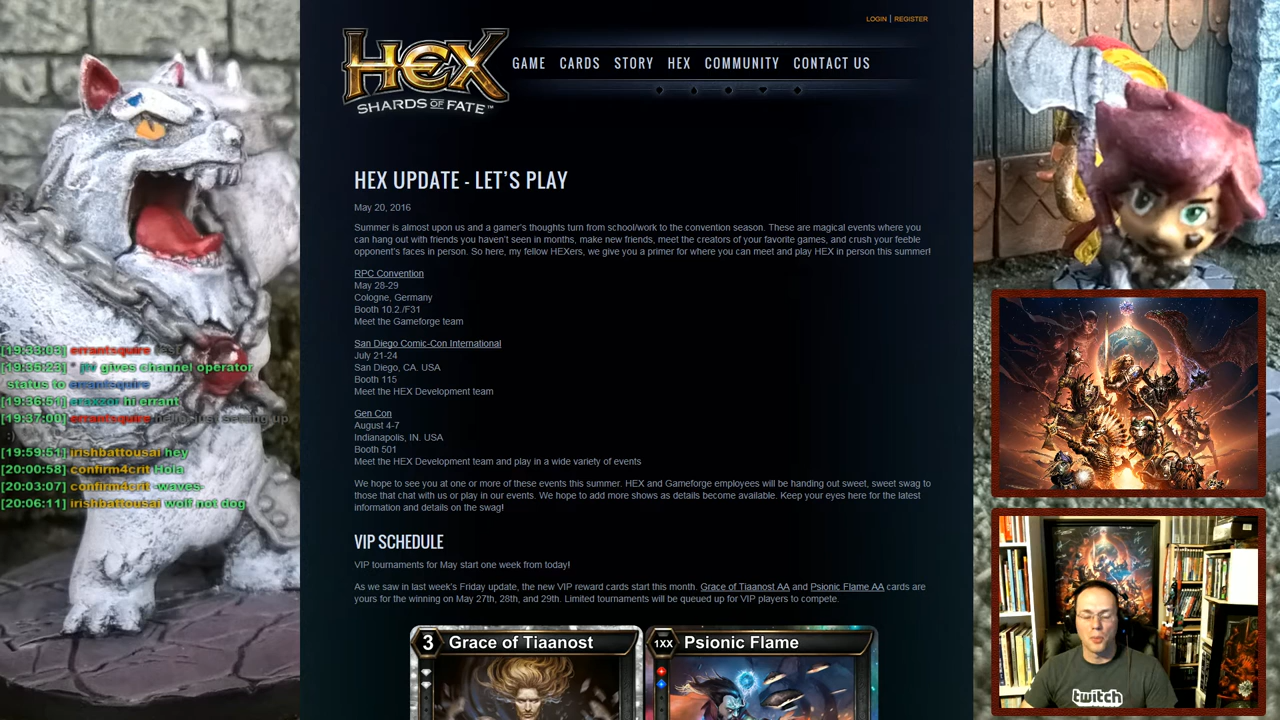 LOGIN | REGISTER
HEX
SHARDS OF FATE™
GAME CARDS STORY HEX COMMUNITY CONTACT US
HEX UPDATE - LET'S PLAY
May 20, 2016
Summer is almost upon us and a gamer's thoughts turn from school/work to the convention season. These are magical events where you
can hang out with friends you haven't seen in months, make new friends, meet the creators of your favorite games, and crush your feeble
opponent's faces in person. So here, my fellow HEXers, we give you a primer for where you can meet and play HEX in person this summer!
RPC Convention
May 28-29
Cologne, Germany
Booth 10.2./F31
Meet the Gameforge team
San Diego Comic-Con International
July 21-24
San Diego, CA. USA
Booth 115
Meet the HEX Development team
Gen Con
August 4-7
Indianapolis, IN. USA
Booth 501
Meet the HEX Development team and play in a wide variety of events
We hope to see you at one or more of these events this summer. HEX and Gameforge employees will be handing out sweet, sweet swag to
those that chat with us or play in our events. We hope to add more shows as details become available. Keep your eyes here for the latest
information and details on the swag!
VIP SCHEDULE
VIP tournaments for May start one week from today!
As we saw in last week's Friday update, the new VIP reward cards start this month. Grace of Tiaanost AA and Psionic Flame AA cards are
yours for the winning on May 27th, 28th, and 29th. Limited tournaments will be queued up for VIP players to compete.
3 Grace of Tiaanost
1XX Psionic Flame
[19:33:03] errantsquire test
[19:35:23] * jtv gives channel operator
status to errantsquire
[19:36:51] hi errant
[19:37:00] errantsquire hello, just setting up
:)
[19:59:51] irishbattousai hey
[20:00:58] confirm4crit Hola
[20:03:07] confirm4crit -waves-
[20:06:11] irishbattousai wolf not dog
twitch